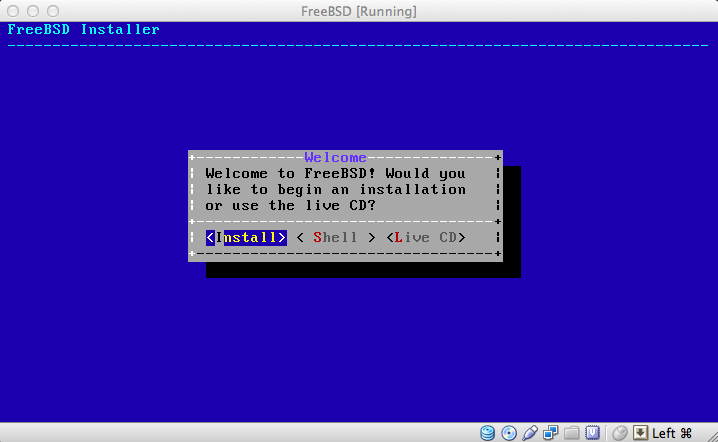 FreeBSD [Running]
FreeBSD Installer
Welcome
Welcome to FreeBSD! Would you
like to begin an installation
or use the live CD?
<Install> < Shell > <Live CD>
Left ⌘